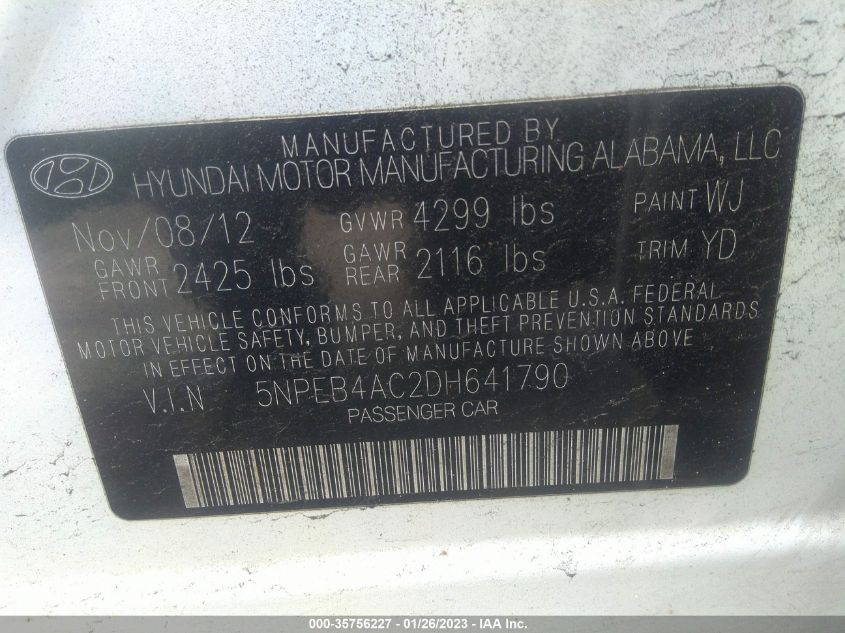 MANUFACTURED BY
HYUNDAI MOTOR MANUFACTURING ALABAMA, LLC
Nov/08/12 GVWR 4299 lbs PAINT WJ
GAWR FRONT 2425 lbs GAWR REAR 2116 lbs TRIM YD
THIS VEHICLE CONFORMS TO ALL APPLICABLE U.S.A. FEDERAL
MOTOR VEHICLE SAFETY, BUMPER, AND THEFT PREVENTION STANDARDS
IN EFFECT ON THE DATE OF MANUFACTURE SHOWN ABOVE
V.I.N 5NPEB4AC2DH641790
PASSENGER CAR
000-35756227 - 01/26/2023 - IAA Inc.